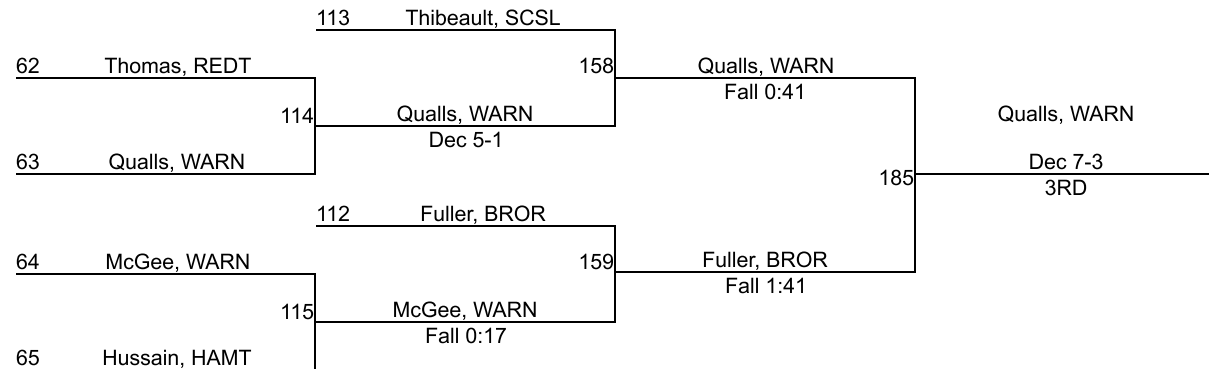 113 Thibeault, SCSL
62 Thomas, REDT
158 Qualls, WARN
Fall 0:41
114 Qualls, WARN
Dec 5-1
Qualls, WARN
63 Qualls, WARN
Dec 7-3
185
3RD
112 Fuller, BROR
64 McGee, WARN
159 Fuller, BROR
Fall 1:41
115 McGee, WARN
Fall 0:17
65 Hussain, HAMT